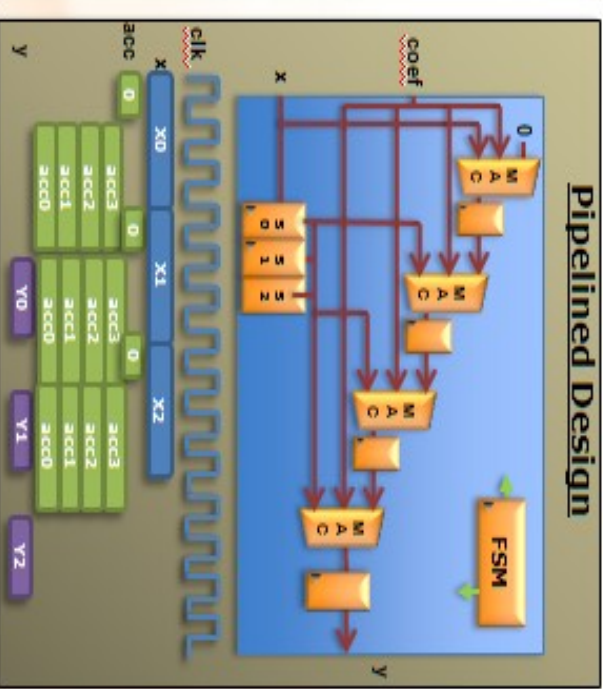 Pipelined Design
0
FSM
MAC
MAC
coef
MAC
MAC
y
x
S0 S1 S2
clk
x X0 X1 X2
acc 0 0 0
acc3 acc3 acc3
acc2 acc2 acc2
acc1 acc1 acc1
acc0 acc0 acc0
y Y0 Y1 Y2